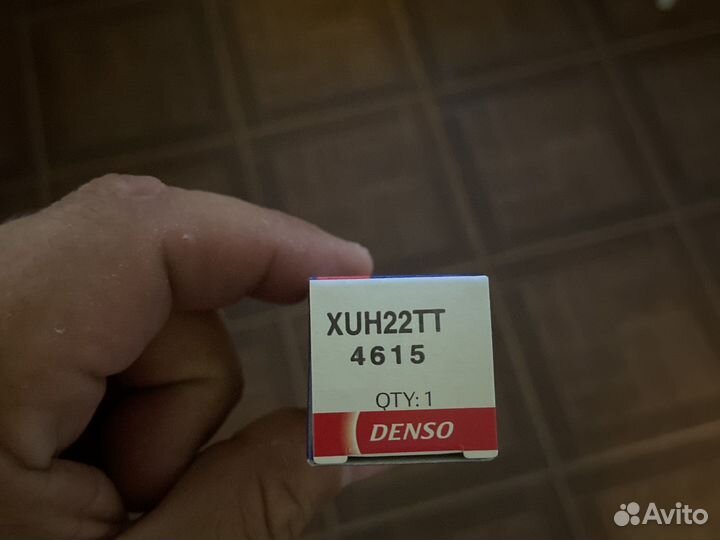 XUH22TT
4615
QTY: 1
DENSO
Avito